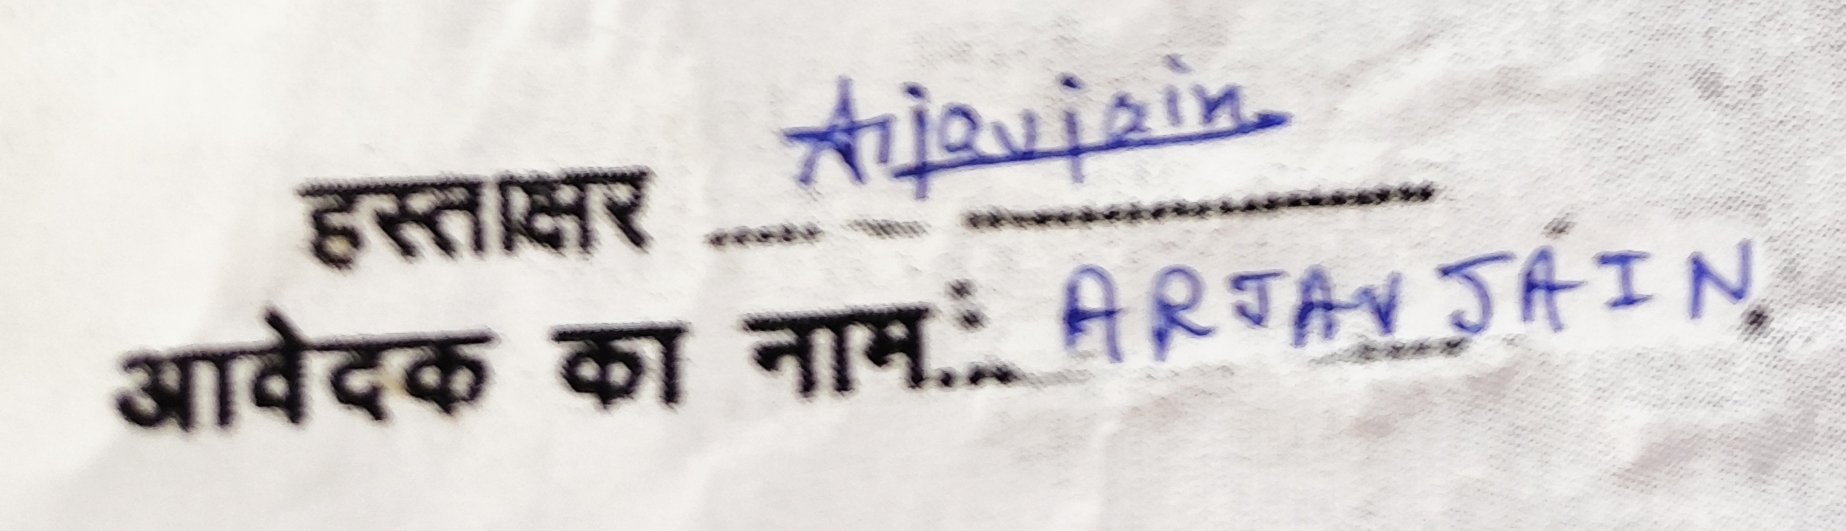 हस्ताक्षर ..... ... .............................. Arjavjain
आवेदक का नाम:... ARJAV JAIN.